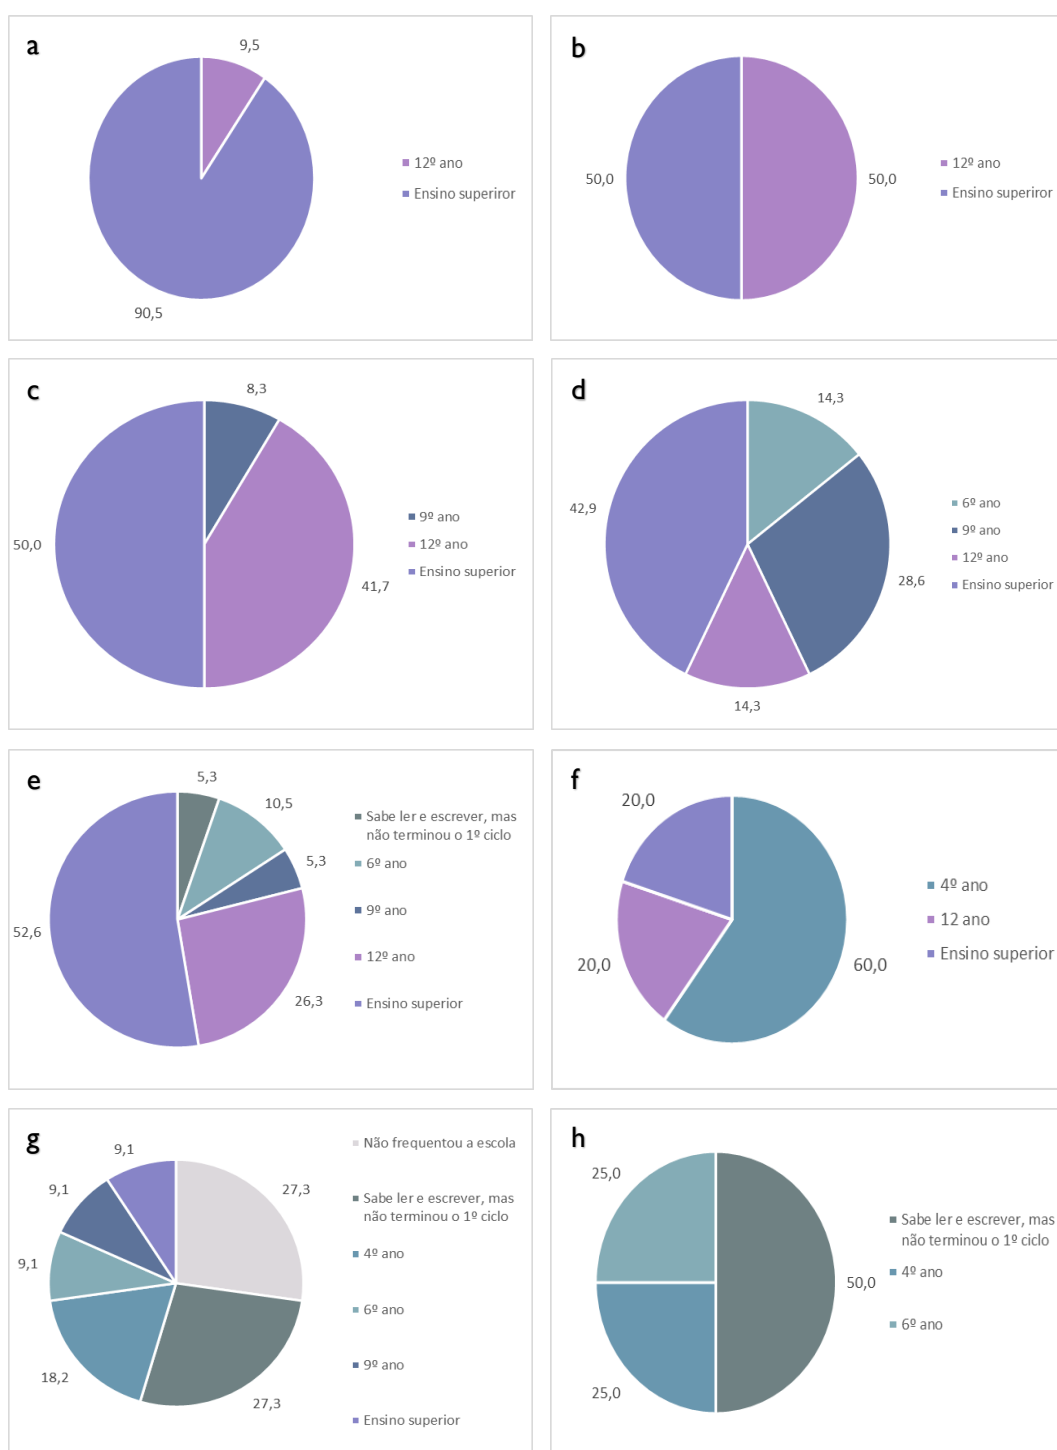 a
9,5
12º ano
Ensino superiror
90,5
b
50,0
50,0
12º ano
Ensino superiror
c
8,3
50,0
41,7
9º ano
12º ano
Ensino superior
d
14,3
42,9
28,6
14,3
6º ano
9º ano
12º ano
Ensino superior
e
5,3
10,5
5,3
52,6
26,3
Sabe ler e escrever, mas
não terminou o 1º ciclo
6º ano
9º ano
12º ano
Ensino superior
f
20,0
20,0
60,0
4º ano
12 ano
Ensino superior
g
9,1
27,3
9,1
9,1
18,2
27,3
Não frequentou a escola
Sabe ler e escrever, mas
não terminou o 1º ciclo
4º ano
6º ano
9º ano
Ensino superior
h
25,0
50,0
25,0
Sabe ler e escrever, mas
não terminou o 1º ciclo
4º ano
6º ano